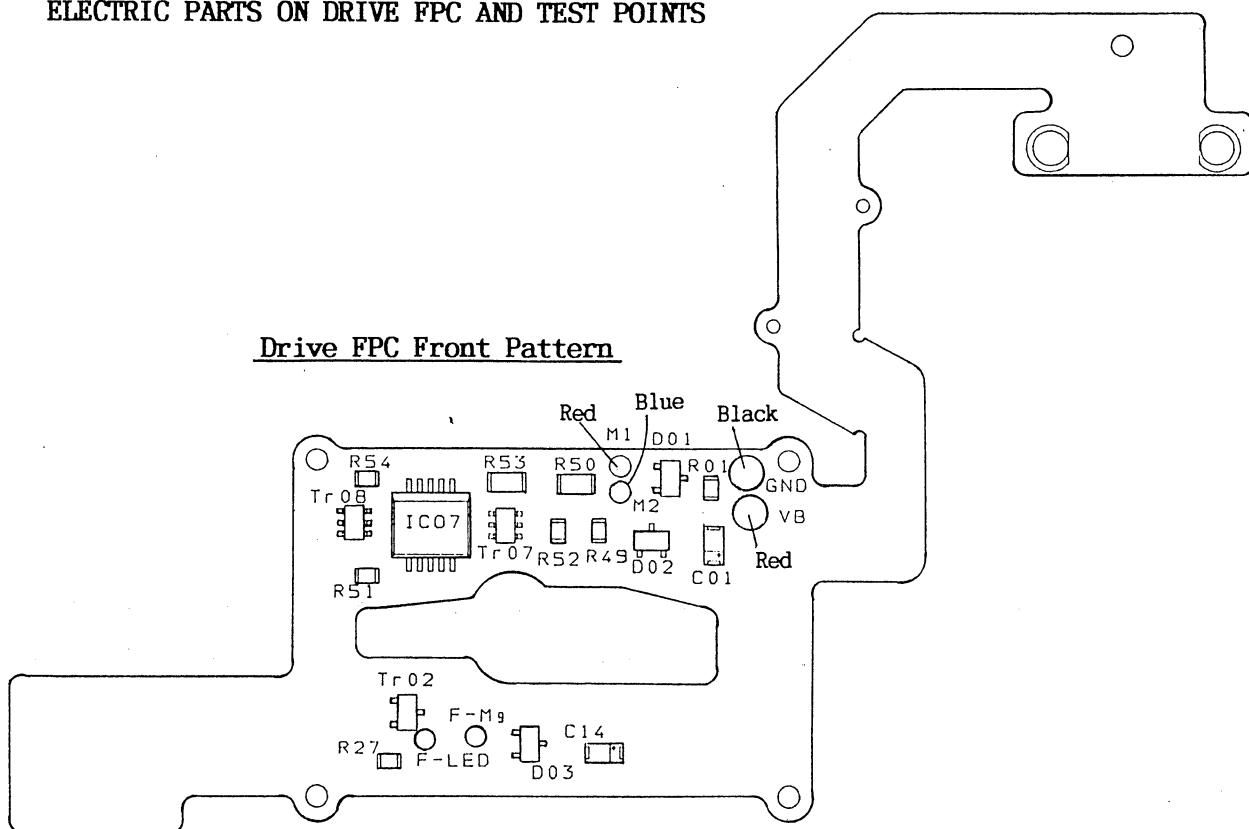 ELECTRIC PARTS ON DRIVE FPC AND TEST POINTS
Drive FPC Front Pattern
Red
Blue
Black
M1
D01
R54
R53
R50
R01
GND
Tr08
IC07
M2
VB
Tr07
R52
R49
D02
C01
Red
R51
Tr02
F-Mg
C14
R27
F-LED
D03